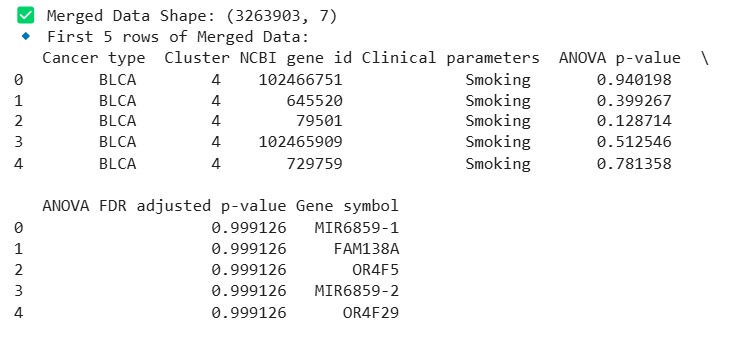 ✅ Merged Data Shape: (3263903, 7)
🔹 First 5 rows of Merged Data:
Cancer type Cluster NCBI gene id Clinical parameters ANOVA p-value \
0 BLCA 4 102466751 Smoking 0.940198
1 BLCA 4 645520 Smoking 0.399267
2 BLCA 4 79501 Smoking 0.128714
3 BLCA 4 102465909 Smoking 0.512546
4 BLCA 4 729759 Smoking 0.781358
ANOVA FDR adjusted p-value Gene symbol
0 0.999126 MIR6859-1
1 0.999126 FAM138A
2 0.999126 OR4F5
3 0.999126 MIR6859-2
4 0.999126 OR4F29